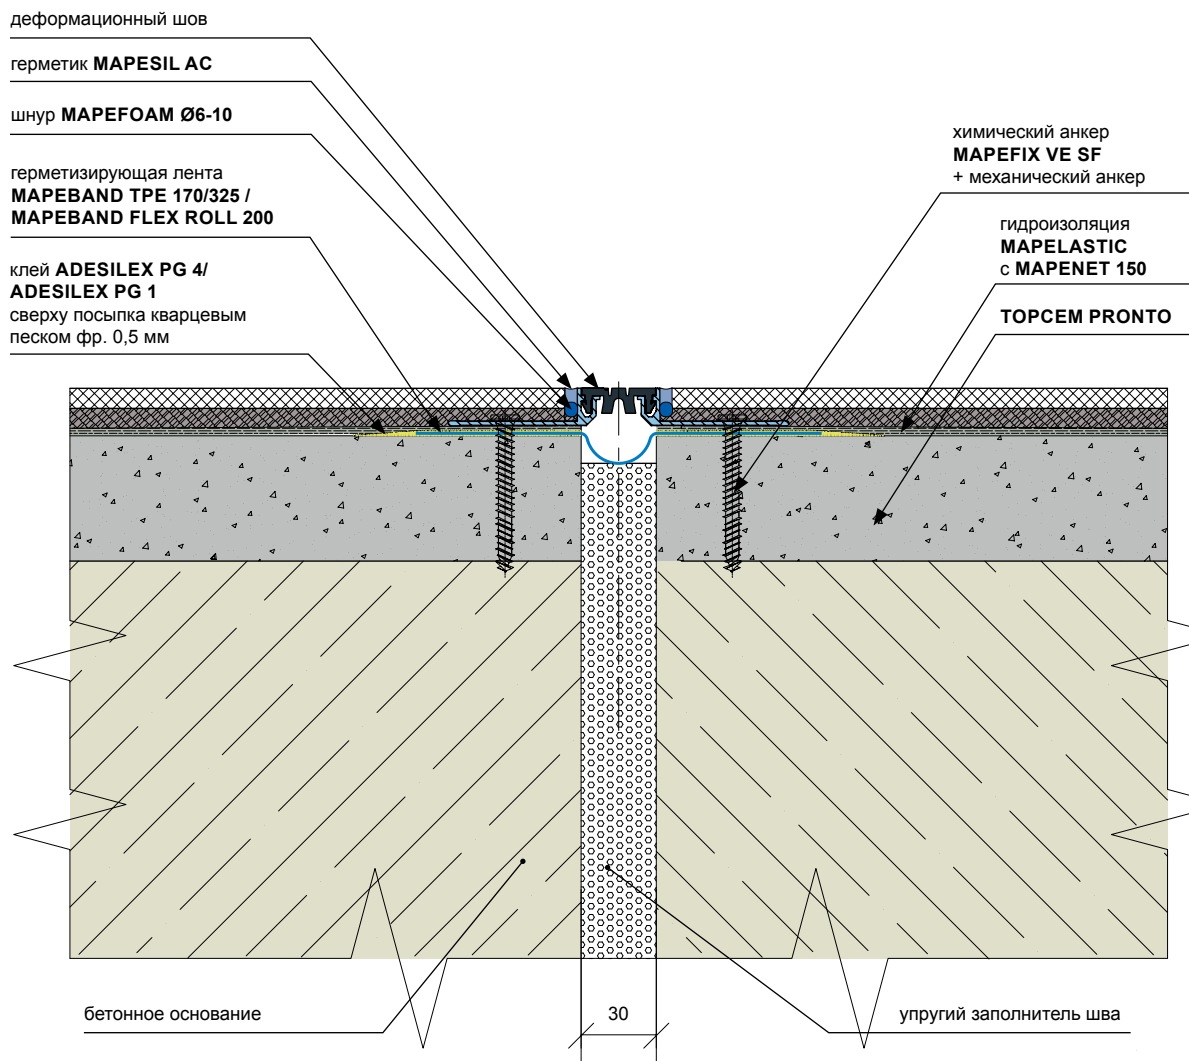 деформационный шов
герметик MAPESIL AC
шнур MAPEFOAM Ø6-10
герметизирующая лента
MAPEBAND TPE 170/325 /
MAPEBAND FLEX ROLL 200
клей ADESILEX PG 4/
ADESILEX PG 1
сверху посыпка кварцевым
песком фр. 0,5 мм
химический анкер
MAPEFIX VE SF
+ механический анкер
гидроизоляция
MAPELASTIC
с MAPENET 150
TOPCEM PRONTO
бетонное основание
30
упругий заполнитель шва